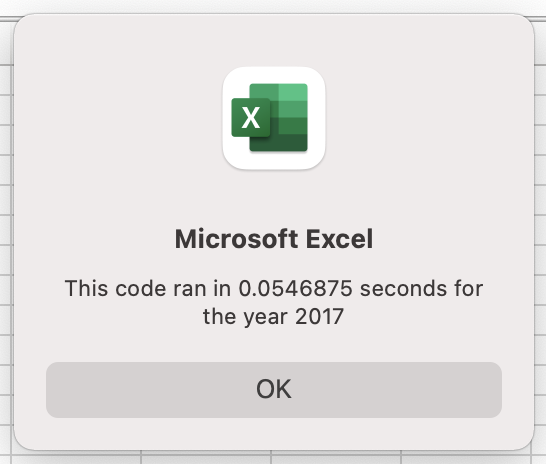 X
Microsoft Excel
This code ran in 0.0546875 seconds for
the year 2017
OK